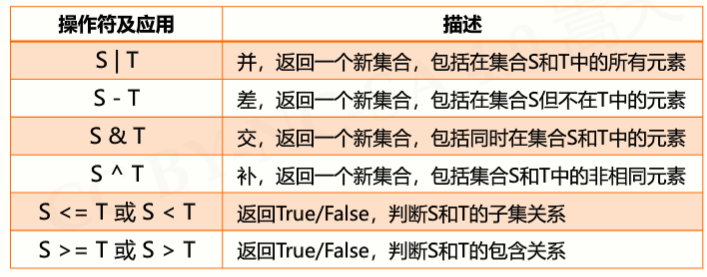 操作符及应用 描述
S | T 并，返回一个新集合，包括在集合S和T中的所有元素
S - T 差，返回一个新集合，包括在集合S但不在T中的元素
S & T 交，返回一个新集合，包括同时在集合S和T中的元素
S ^ T 补，返回一个新集合，包括集合S和T中的非相同元素
S <= T 或 S < T 返回True/False，判断S和T的子集关系
S >= T 或 S > T 返回True/False，判断S和T的包含关系